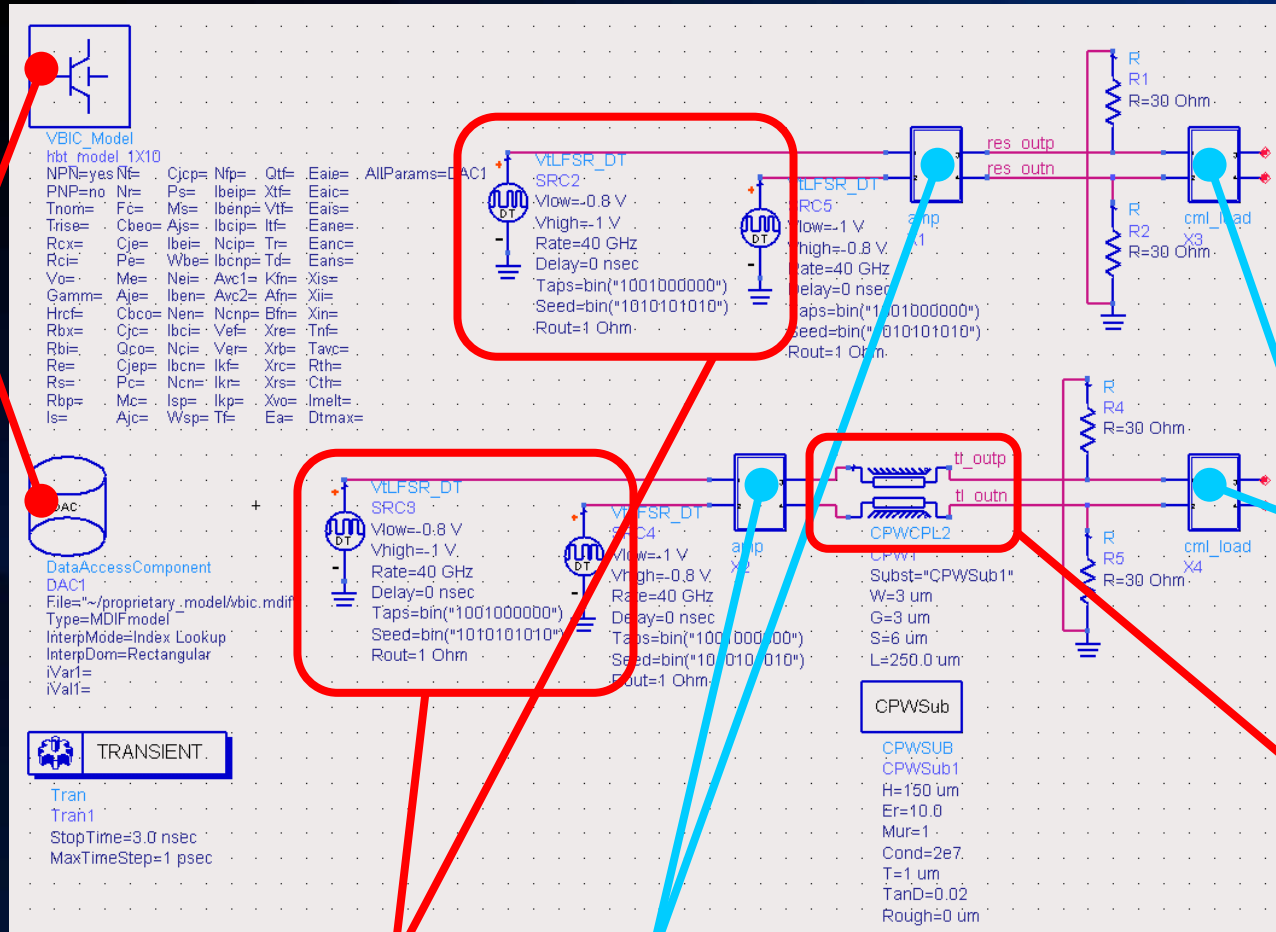 VBIC_Model
hbt_model_1X10
NPN=yes Nf= Cjcp= Nfp= Qtf= Eaie= AllParams=DAC1
PNP=no Nr= Ps= Ibeip= Xtf= Eaic=
Tnom= Fc= Ms= Ibenp= Vtf= Eais=
Trise= Cbeo= Ajs= Ibcip= Itf= Eane=
Rcx= Cje= Ibei= Ncip= Tr= Eanc=
Rci= Pe= Wbe= Ibcnp= Td= Eans=
Vo= Me= Nei= Avc1= Kfn= Xis=
Gamm= Aje= Iben= Avc2= Afn= Xii=
Hrcf= Cbco= Nen= Ncnp= Bfn= Xin=
Rbx= Cjc= Ibci= Vef= Xre= Tnf=
Rbi= Qco= Nci= Ver= Xrb= Tavc=
Re= Cjep= Ibcn= Ikf= Xrc= Rth=
Rs= Pc= Ncn= Ikr= Xrs= Cth=
Rbp= Mc= Isp= Ikp= Xvo= Imelt=
Is= Ajc= Wsp= Tf= Ea= Dtmax=
DAC
DataAccessComponent
DAC1
File="~/proprietary_model/vbic.mdif
Type=MDIFmodel
InterpMode=Index Lookup
InterpDom=Rectangular
iVar1=
iVal1=
TRANSIENT
Tran
Tran1
StopTime=3.0 nsec
MaxTimeStep=1 psec
DT
VtLFSR_DT
SRC2
Vlow=-0.8 V
Vhigh=-1 V
Rate=40 GHz
Delay=0 nsec
Taps=bin("1001000000")
Seed=bin("1010101010")
Rout=1 Ohm
DT
LFSR_DT
RC5
Vlow=-1 V
Vhigh=-0.8 V
Rate=40 GHz
Delay=0 nsec
Rout=1 Ohm
amp
res_outp
res_outn
R
R1
R=30 Ohm
R
R2
R=30 Ohm
cml_load
X3
DT
VtLFSR_DT
SRC3
Vlow=-0.8 V
Vhigh=-1 V
Rate=40 GHz
Delay=0 nsec
Taps=bin("1001000000")
Seed=bin("1010101010")
Rout=1 Ohm
DT
SRC4
Vlow=-1 V
Vhigh=-0.8 V
Rate=40 GHz
Delay=0 nsec
amp
X2
tl_outp
tl_outn
CPWCPL2
CPW1
Subst="CPWSub1"
W=3 um
G=3 um
S=6 um
L=250.0 um
R
R4
R=30 Ohm
R
R5
R=30 Ohm
cml_load
X4
CPWSub
CPWSUB
CPWSub1
H=150 um
Er=10.0
Mur=1
Cond=2e7
T=1 um
TanD=0.02
Rough=0 um